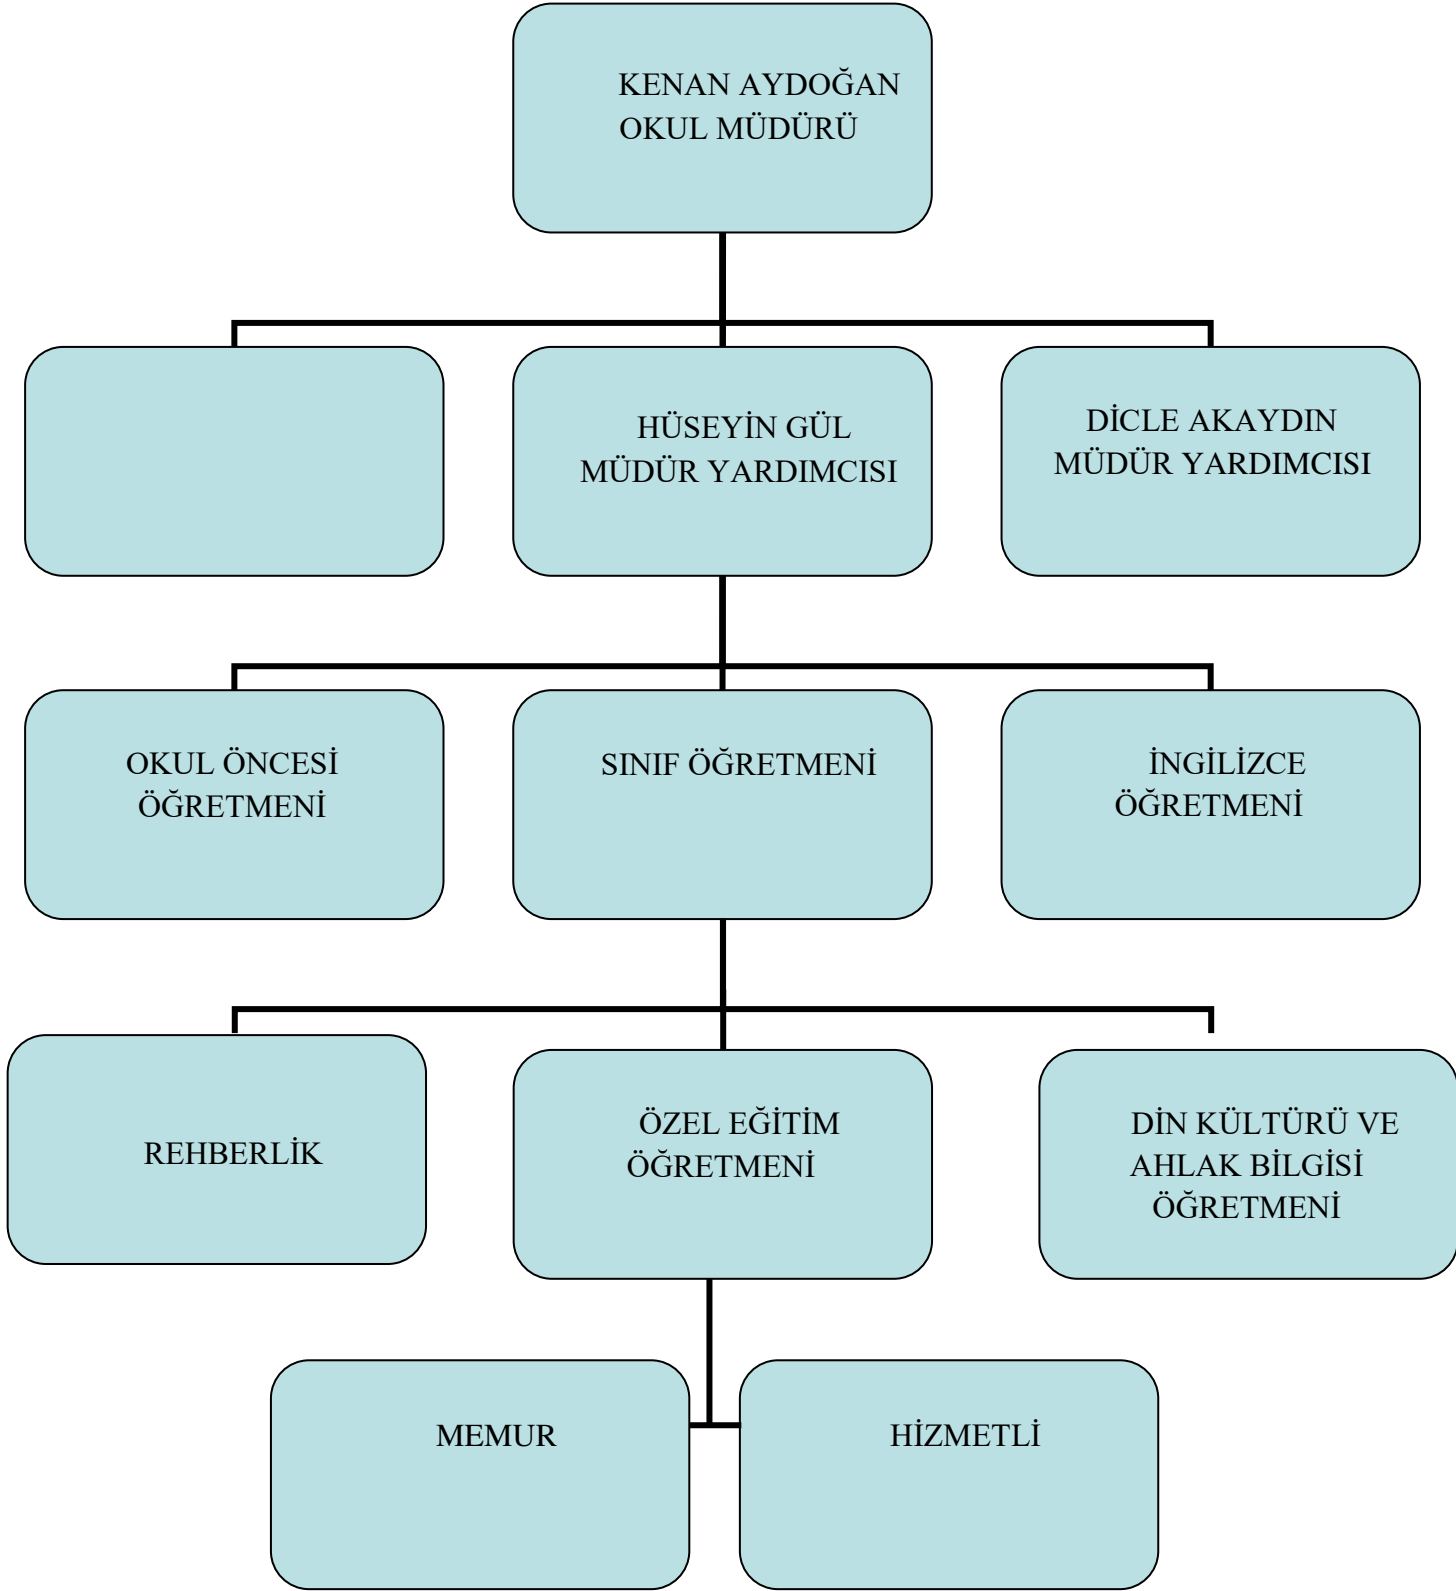 KENAN AYDOĞAN
OKUL MÜDÜRÜ
HÜSEYİN GÜL
MÜDÜR YARDIMCISI
DİCLE AKAYDIN
MÜDÜR YARDIMCISI
OKUL ÖNCESİ
ÖĞRETMENİ
SINIF ÖĞRETMENİ
İNGİLİZCE
ÖĞRETMENİ
REHBERLİK
ÖZEL EĞİTİM
ÖĞRETMENİ
DİN KÜLTÜRÜ VE
AHLAK BİLGİSİ
ÖĞRETMENİ
MEMUR
HİZMETLİ